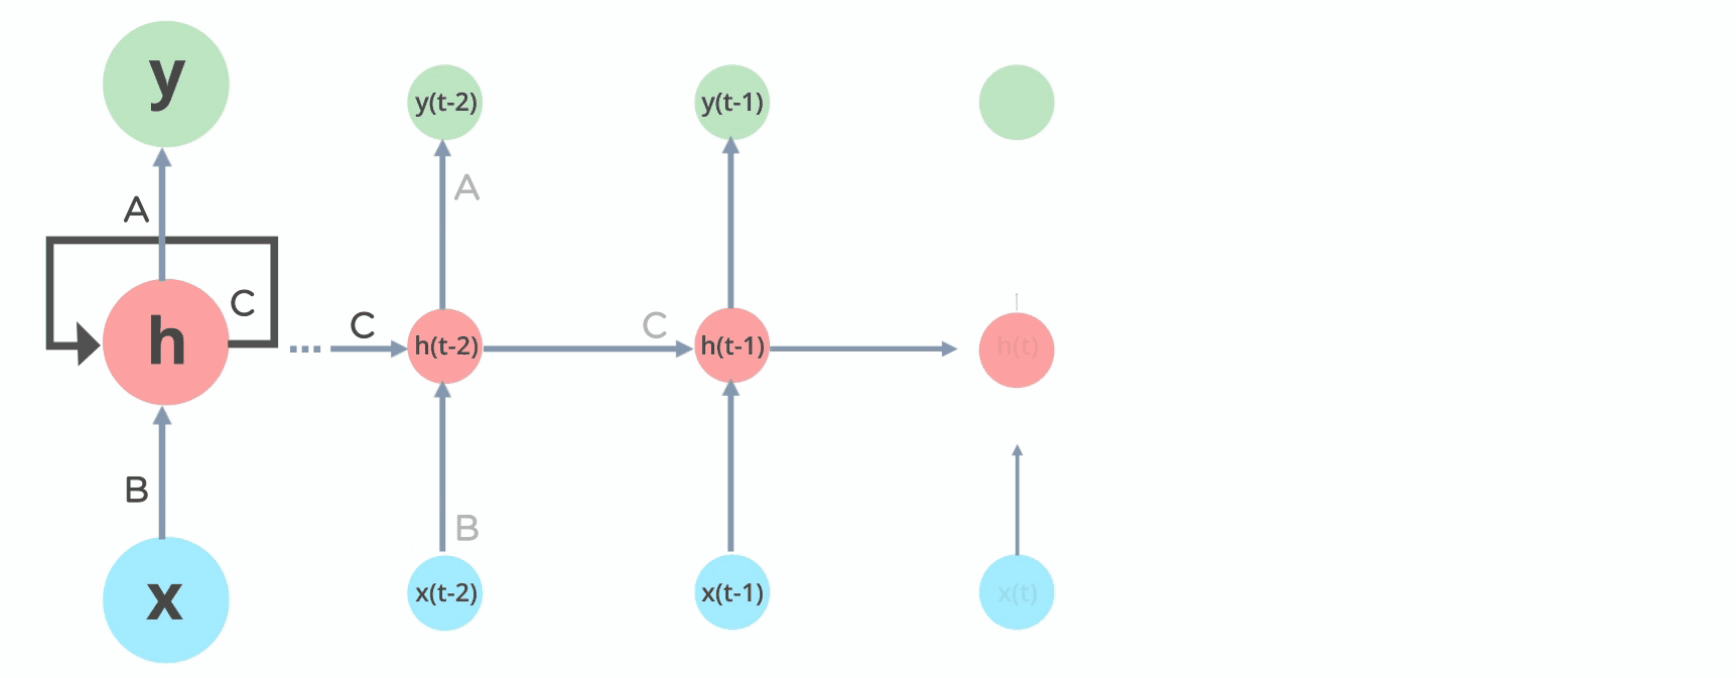 y
A
C
h
B
x
C
y(t-2)
A
h(t-2)
B
x(t-2)
C
y(t-1)
h(t-1)
x(t-1)
h(t)
x(t)